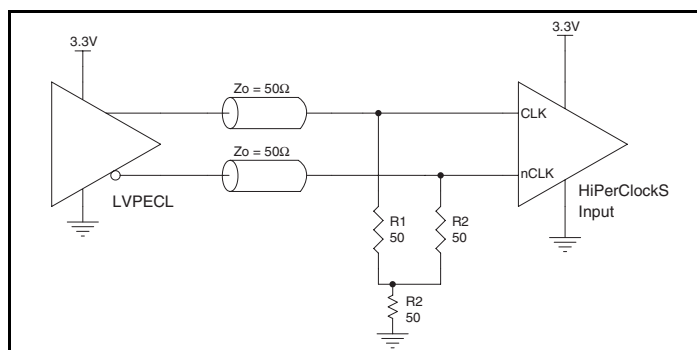 3.3V
3.3V
Zo = 50Ω
CLK
Zo = 50Ω
nCLK
LVPECL
HiPerClockS
Input
R1
50
R2
50
R2
50